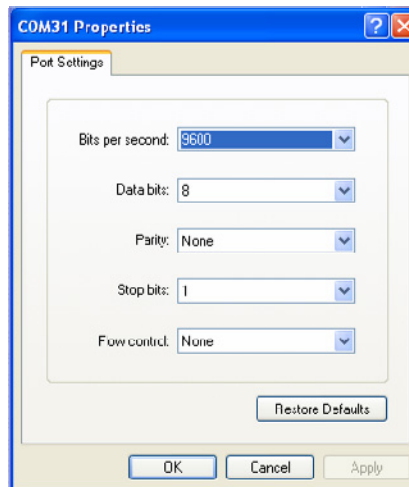 COM31 Properties
Port Settings
Bits per second: 9600
Data bits: 8
Parity: None
Stop bits: 1
Flow control: None
Restore Defaults
OK Cancel Apply